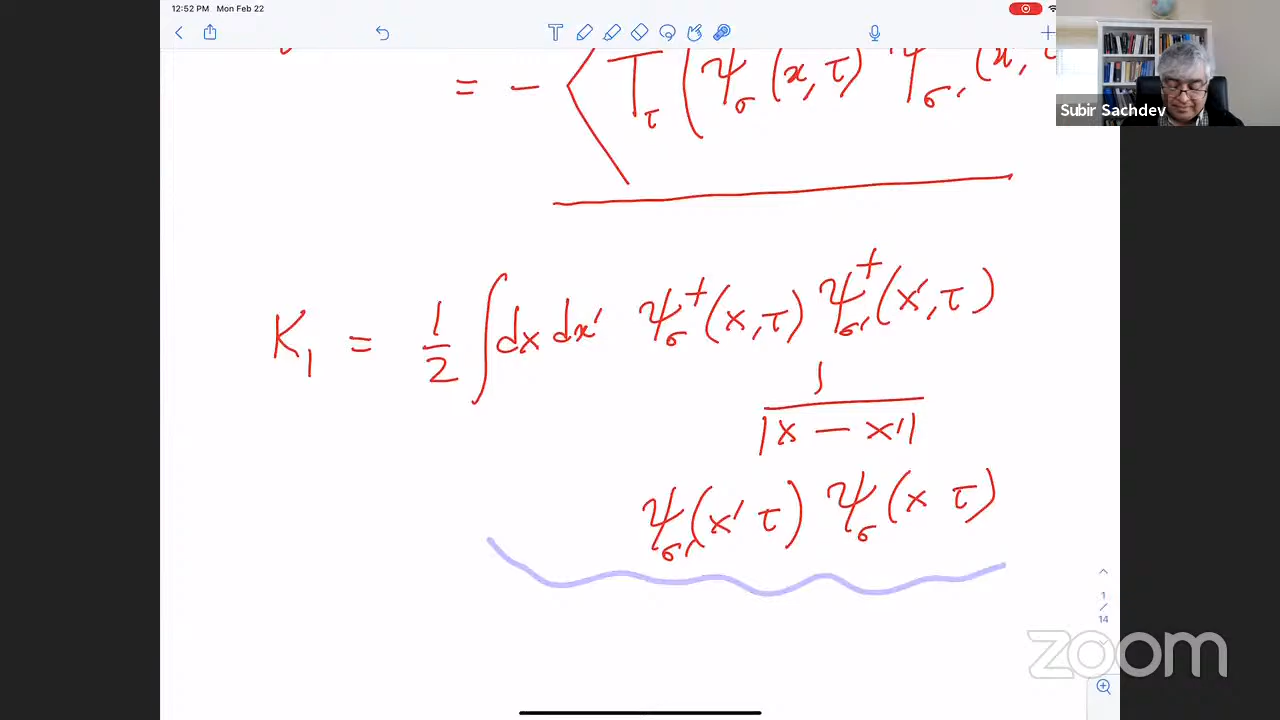 12:52 PM Mon Feb 22
= - ⟨ T_τ ( ψ_σ (x, τ) ψ_σ' (x,
Subir Sachdev
K_1 = 1/2 ∫ dx dx' ψ_σ^† (x, τ) ψ_σ'^† (x', τ)
1 / |x - x'|
ψ_σ' (x' τ) ψ_σ (x τ)
1
/
14
zoom